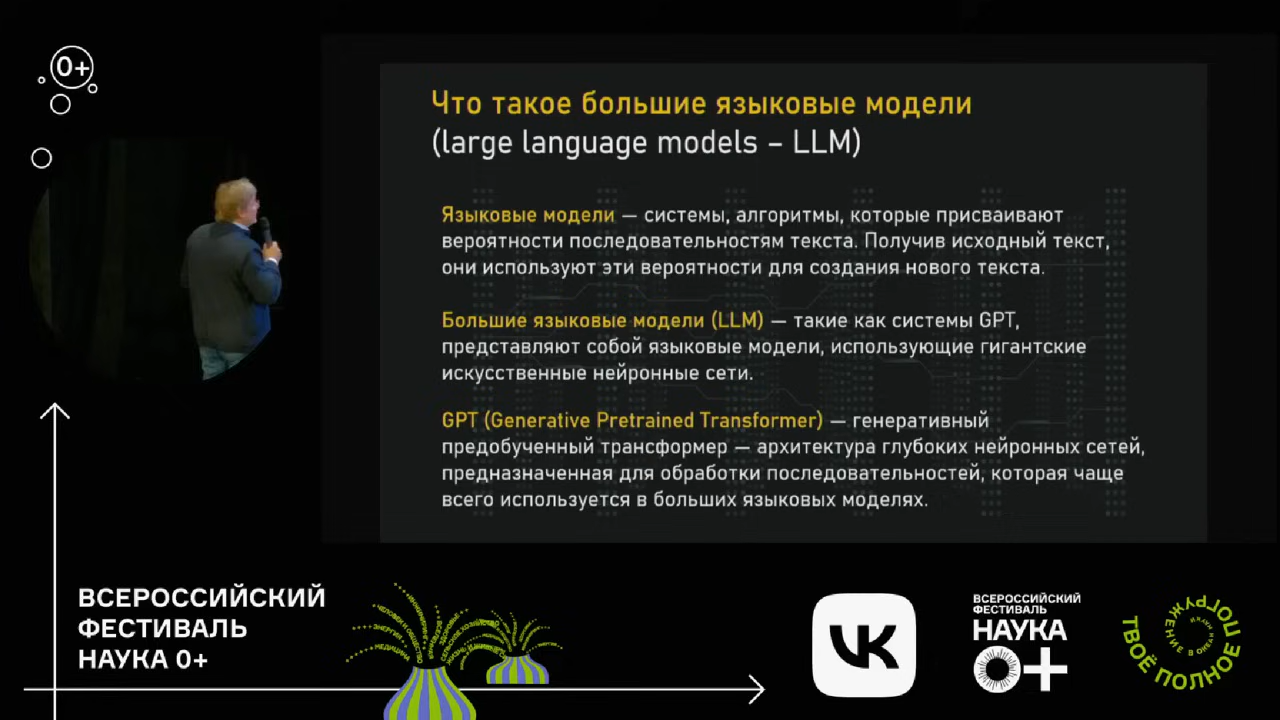 0+
Что такое большие языковые модели
(large language models – LLM)
Языковые модели — системы, алгоритмы, которые присваивают
вероятности последовательностям текста. Получив исходный текст,
они используют эти вероятности для создания нового текста.
Большие языковые модели (LLM) — такие как системы GPT,
представляют собой языковые модели, использующие гигантские
искусственные нейронные сети.
GPT (Generative Pretrained Transformer) — генеративный
предобученный трансформер — архитектура глубоких нейронных сетей,
предназначенная для обработки последовательностей, которая чаще
всего используется в больших языковых моделях.
ВСЕРОССИЙСКИЙ
ФЕСТИВАЛЬ
НАУКА 0+
VK
ВСЕРОССИЙСКИЙ
ФЕСТИВАЛЬ
НАУКА
0+
ТВОЁ ПОЛНОЕ ПОГРУЖЕНИЕ В ОКЕАН НАУКИ